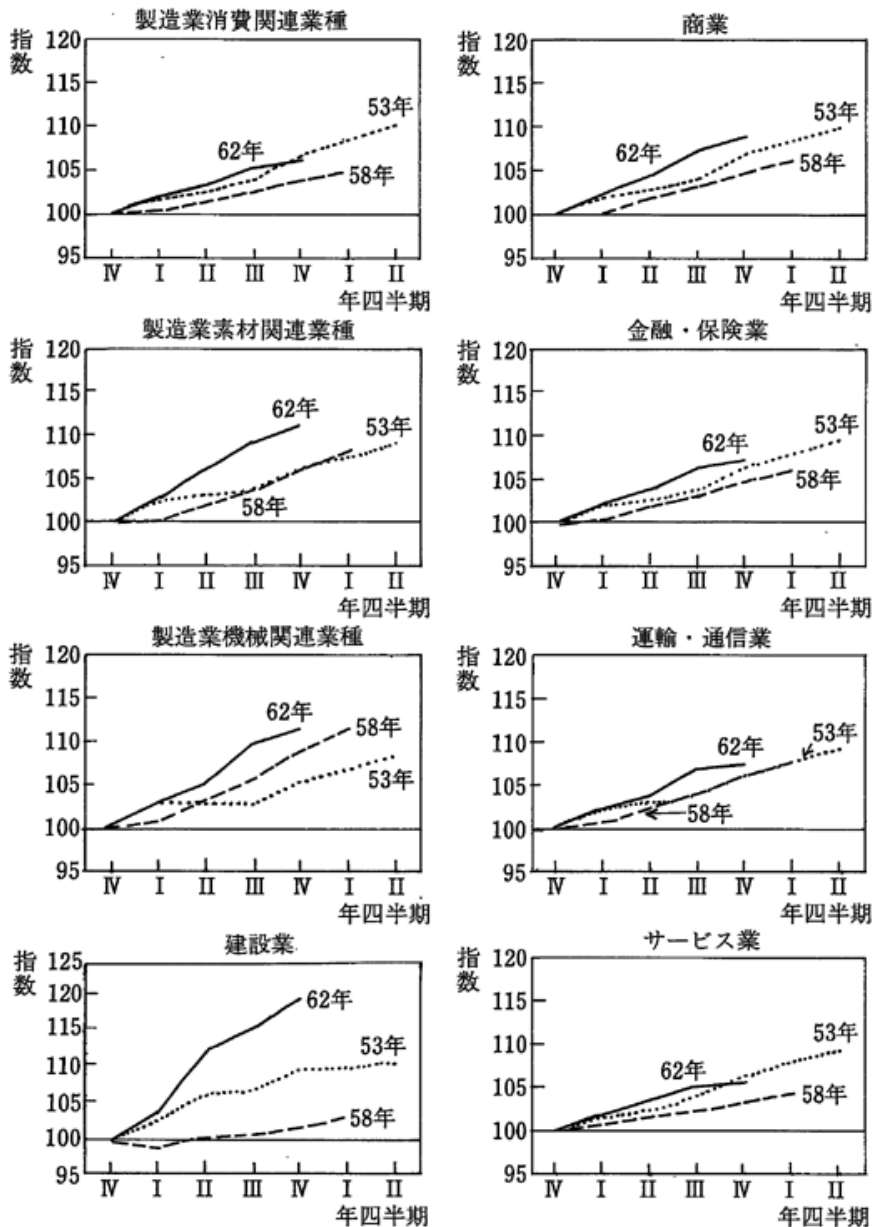 製造業消費関連業種
指数
120
115
110
105
100
95
53年
62年
58年
IV I II III IV I II
年四半期
商業
120
115
110
105
100
95
53年
62年
58年
IV I II III IV I II
年四半期
製造業素材関連業種
指数
120
115
110
105
100
95
62年
53年
58年
IV I II III IV I II
年四半期
金融・保険業
指数
120
115
110
105
100
95
53年
62年
58年
IV I II III IV I II
年四半期
製造業機械関連業種
指数
120
115
110
105
100
95
62年
58年
53年
IV I II III IV I II
年四半期
運輸・通信業
指数
120
115
110
105
100
95
53年
62年
58年
IV I II III IV I II
年四半期
建設業
指数
125
120
115
110
105
100
95
62年
53年
58年
IV I II III IV I II
年四半期
サービス業
指数
120
115
110
105
100
95
53年
62年
58年
IV I II III IV I II
年四半期